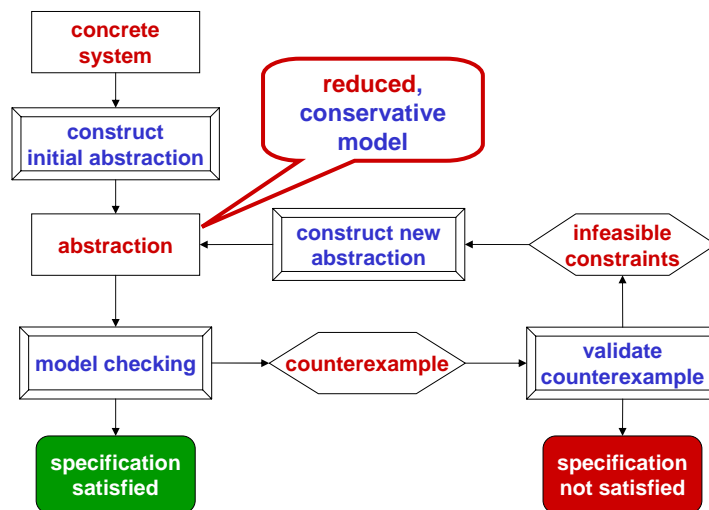 concrete
system
reduced,
conservative
model
construct
initial abstraction
abstraction
construct new
abstraction
infeasible
constraints
model checking
counterexample
validate
counterexample
specification
satisfied
specification
not satisfied